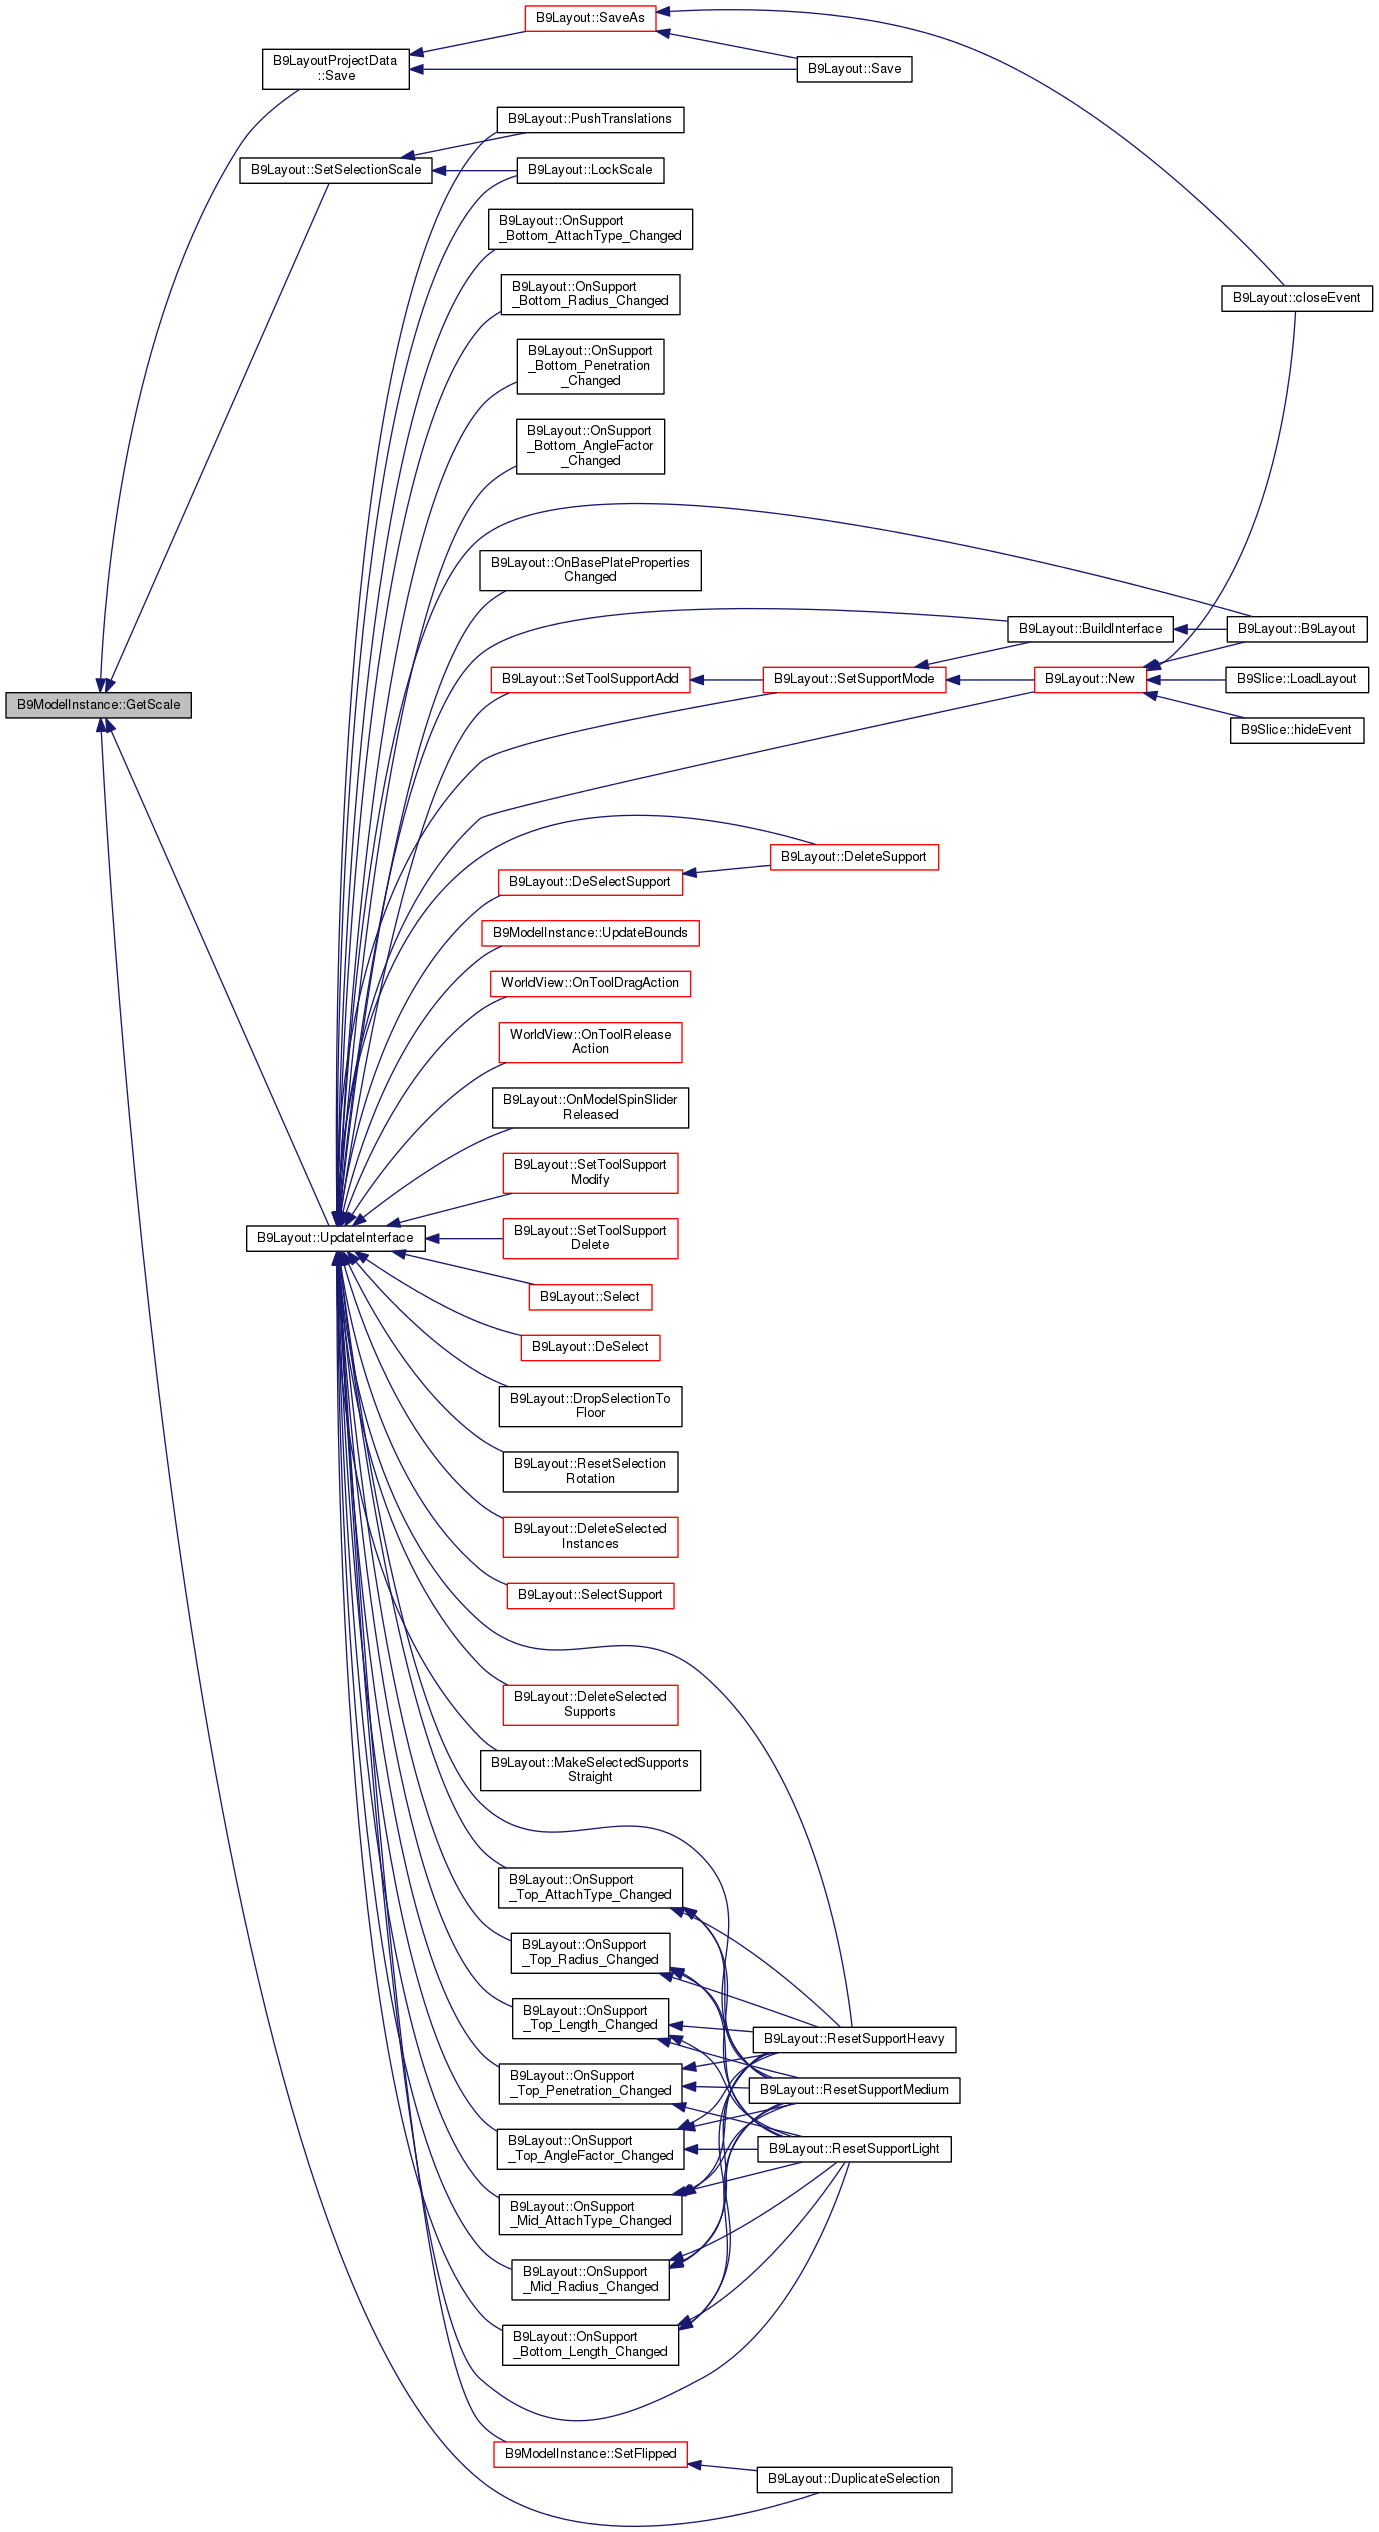 B9Layout::SaveAs
B9LayoutProjectData
::Save
B9Layout::Save
B9Layout::PushTranslations
B9Layout::SetSelectionScale
B9Layout::LockScale
B9Layout::OnSupport
_Bottom_AttachType_Changed
B9Layout::OnSupport
_Bottom_Radius_Changed
B9Layout::closeEvent
B9Layout::OnSupport
_Bottom_Penetration
_Changed
B9Layout::OnSupport
_Bottom_AngleFactor
_Changed
B9Layout::OnBasePlateProperties
Changed
B9Layout::BuildInterface
B9Layout::B9Layout
B9Layout::SetToolSupportAdd
B9Layout::SetSupportMode
B9Layout::New
B9Slice::LoadLayout
B9ModelInstance::GetScale
B9Slice::hideEvent
B9Layout::DeleteSupport
B9Layout::DeSelectSupport
B9ModelInstance::UpdateBounds
WorldView::OnToolDragAction
WorldView::OnToolRelease
Action
B9Layout::OnModelSpinSlider
Released
B9Layout::SetToolSupport
Modify
B9Layout::UpdateInterface
B9Layout::SetToolSupport
Delete
B9Layout::Select
B9Layout::DeSelect
B9Layout::DropSelectionTo
Floor
B9Layout::ResetSelection
Rotation
B9Layout::DeleteSelected
Instances
B9Layout::SelectSupport
B9Layout::DeleteSelected
Supports
B9Layout::MakeSelectedSupports
Straight
B9Layout::OnSupport
_Top_AttachType_Changed
B9Layout::OnSupport
_Top_Radius_Changed
B9Layout::OnSupport
_Top_Length_Changed
B9Layout::ResetSupportHeavy
B9Layout::OnSupport
_Top_Penetration_Changed
B9Layout::ResetSupportMedium
B9Layout::OnSupport
_Top_AngleFactor_Changed
B9Layout::ResetSupportLight
B9Layout::OnSupport
_Mid_AttachType_Changed
B9Layout::OnSupport
_Mid_Radius_Changed
B9Layout::OnSupport
_Bottom_Length_Changed
B9ModelInstance::SetFlipped
B9Layout::DuplicateSelection